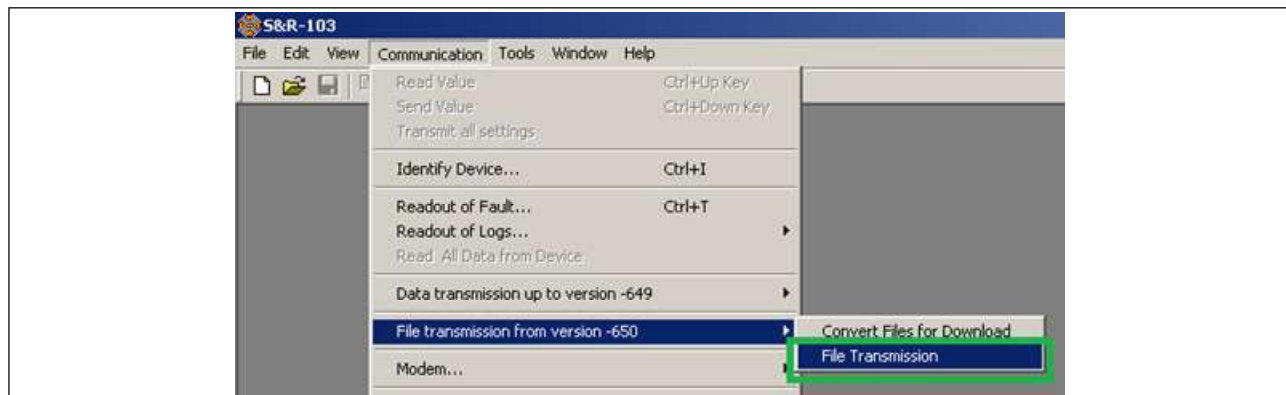 S&R-103
File Edit View Communication Tools Window Help
Read Value Ctrl+Up Key
Send Value Ctrl+Down Key
Transmit all settings
Identify Device... Ctrl+I
Readout of Fault... Ctrl+T
Readout of Logs...
Read All Data from Device
Data transmission up to version -649
File transmission from version -650
Convert Files for Download
File Transmission
Modem...